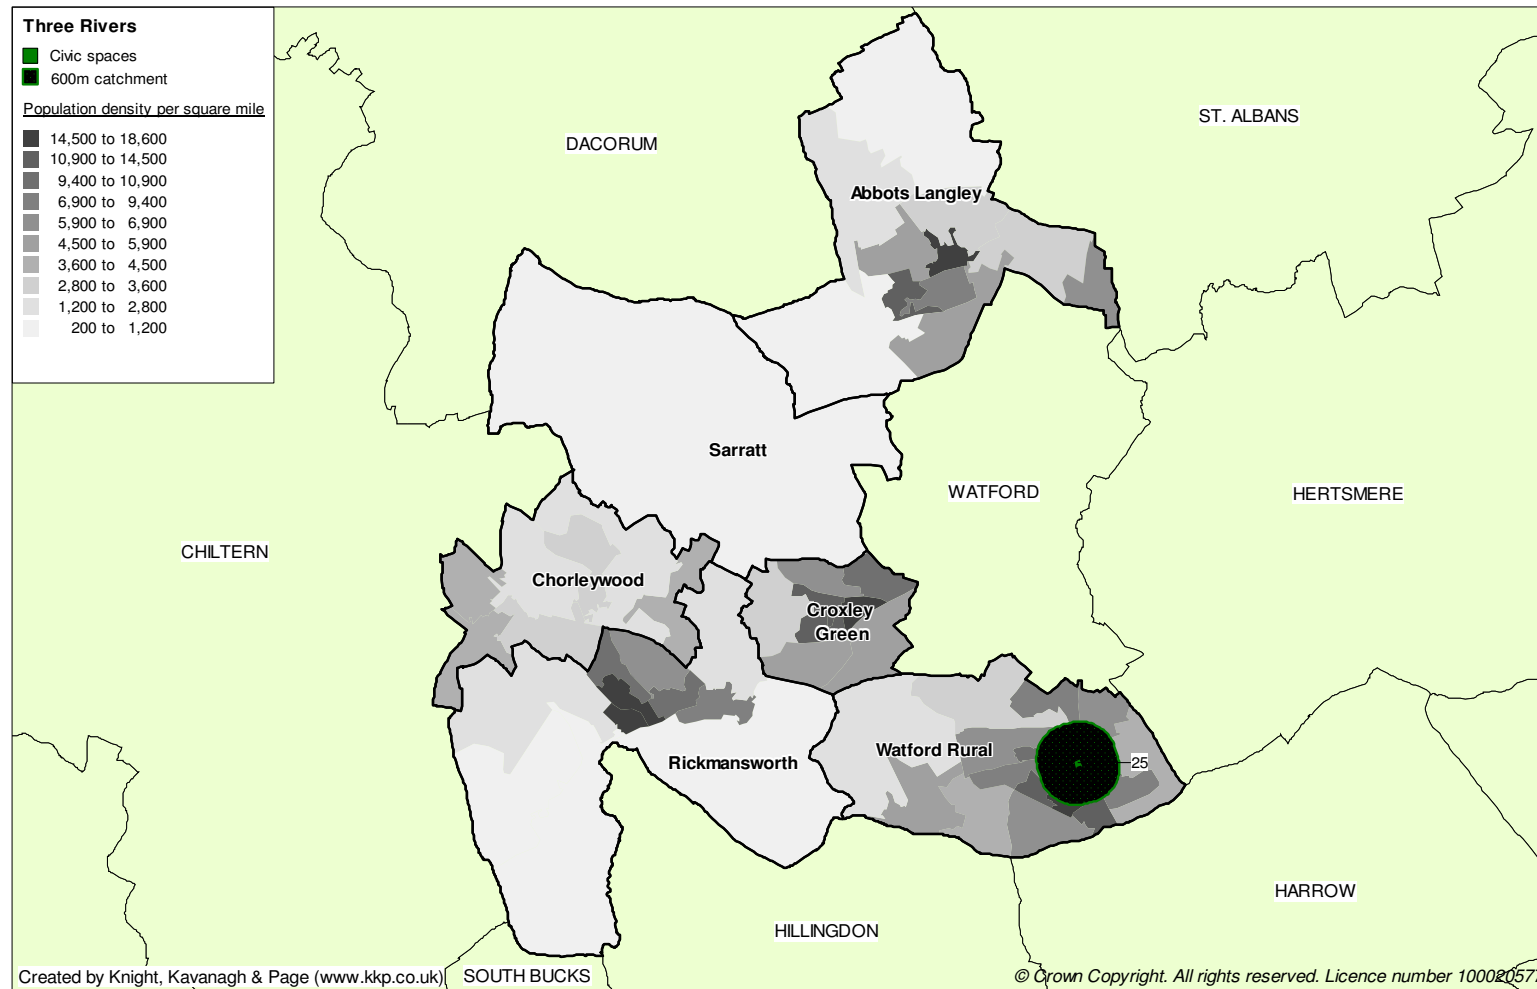 Three Rivers
Civic spaces
600m catchment
Population density per square mile
14,500 to 18,600
10,900 to 14,500
9,400 to 10,900
6,900 to 9,400
5,900 to 6,900
4,500 to 5,900
3,600 to 4,500
2,800 to 3,600
1,200 to 2,800
200 to 1,200
DACORUM
ST. ALBANS
Abbots Langley
Sarratt
WATFORD
HERTSMERE
CHILTERN
Chorleywood
Croxley
Green
Watford Rural
25
Rickmansworth
HARROW
HILLINGDON
SOUTH BUCKS
Created by Knight, Kavanagh & Page (www.kkp.co.uk)
© Crown Copyright. All rights reserved. Licence number 100020577